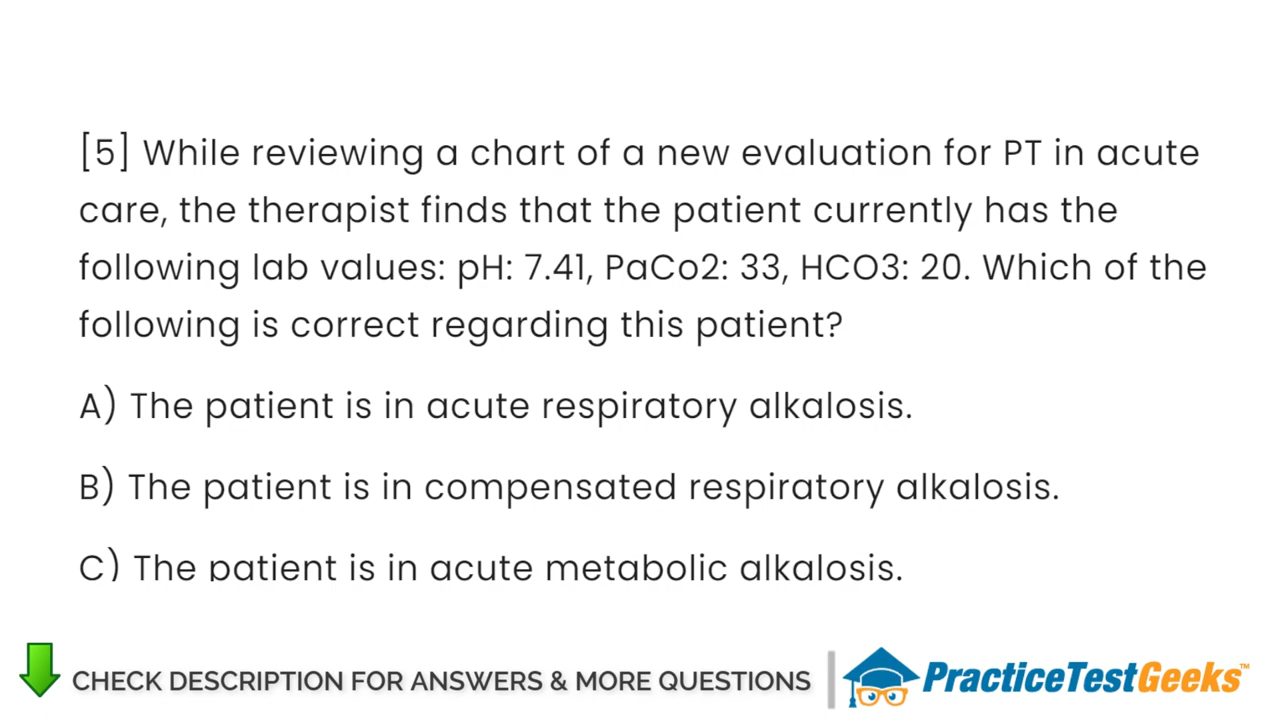 [5] While reviewing a chart of a new evaluation for PT in acute
care, the therapist finds that the patient currently has the
following lab values: pH: 7.41, PaCo2: 33, HCO3: 20. Which of the
following is correct regarding this patient?
A) The patient is in acute respiratory alkalosis.
B) The patient is in compensated respiratory alkalosis.
C) The patient is in acute metabolic alkalosis.
CHECK DESCRIPTION FOR ANSWERS & MORE QUESTIONS
PracticeTestGeeks™